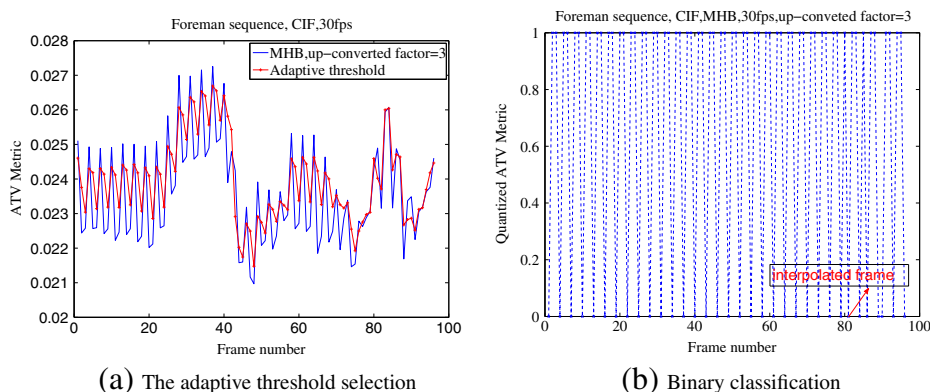 Foreman sequence, CIF,30fps
0.028
0.027
0.026
0.025
0.024
0.023
0.022
0.021
0.02
ATV Metric
MHB,up−converted factor=3
Adaptive threshold
0
20
40
60
80
100
Frame number
(a) The adaptive threshold selection
Foreman sequence, CIF,MHB,30fps,up−conveted factor=3
1
0.8
0.6
0.4
0.2
0
Quantized ATV Metric
interpolated frame
0
20
40
60
80
100
Frame number
(b) Binary classification